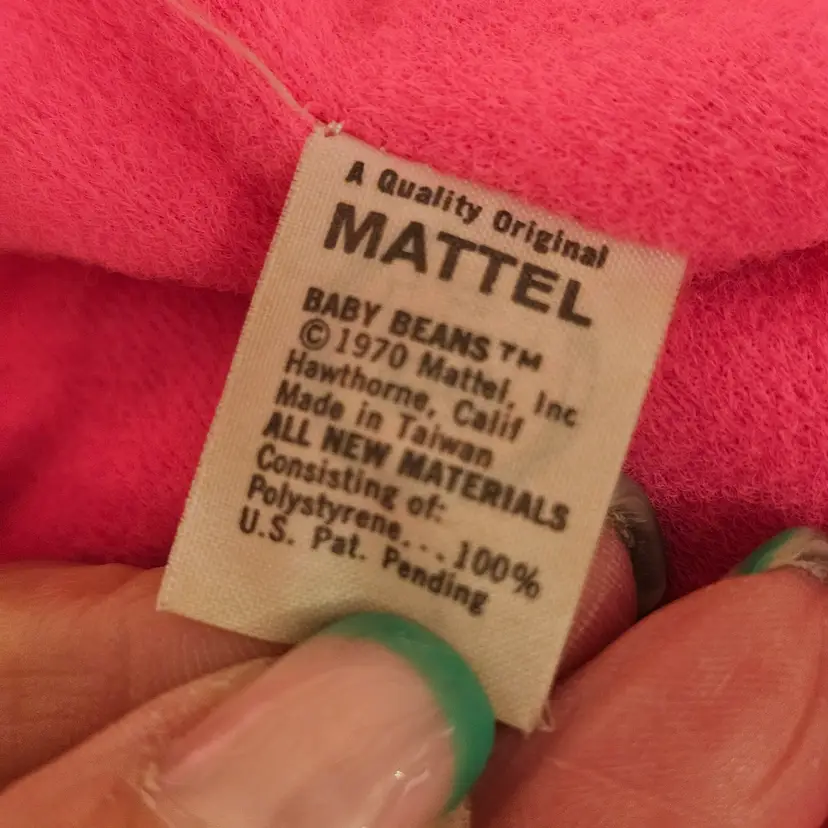 A Quality Original
MATTEL
BABY BEANS™
©1970 Mattel, Inc
Hawthorne, Calif
Made in Taiwan
ALL NEW MATERIALS
Consisting of:
Polystyrene...100%
U.S. Pat. Pending